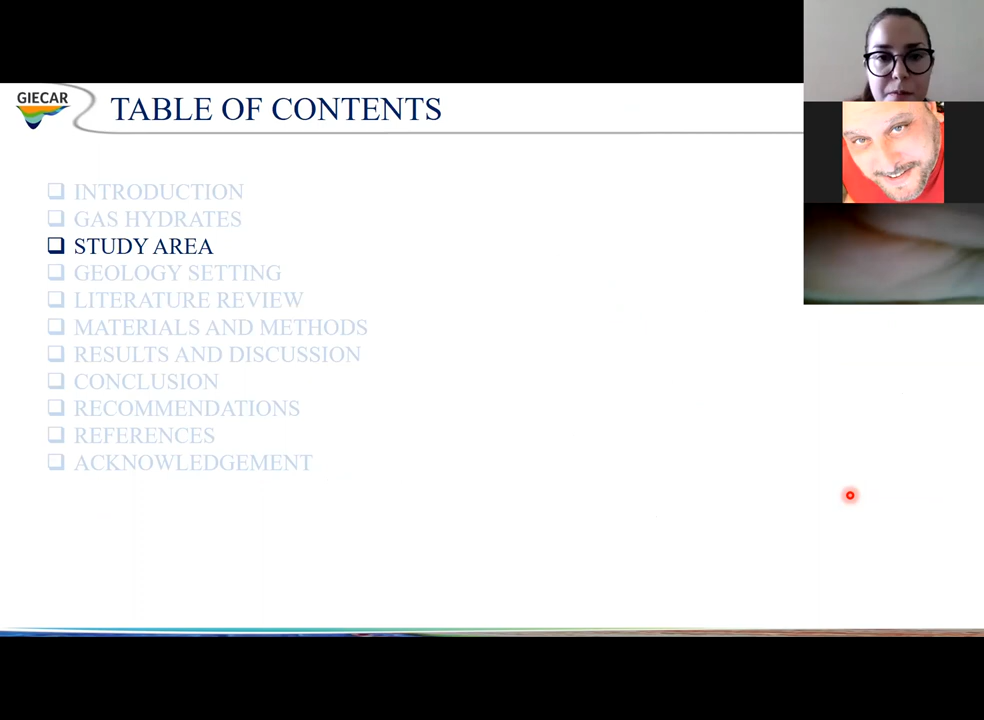 GIECAR
TABLE OF CONTENTS
INTRODUCTION
GAS HYDRATES
STUDY AREA
GEOLOGY SETTING
LITERATURE REVIEW
MATERIALS AND METHODS
RESULTS AND DISCUSSION
CONCLUSION
RECOMMENDATIONS
REFERENCES
ACKNOWLEDGEMENT